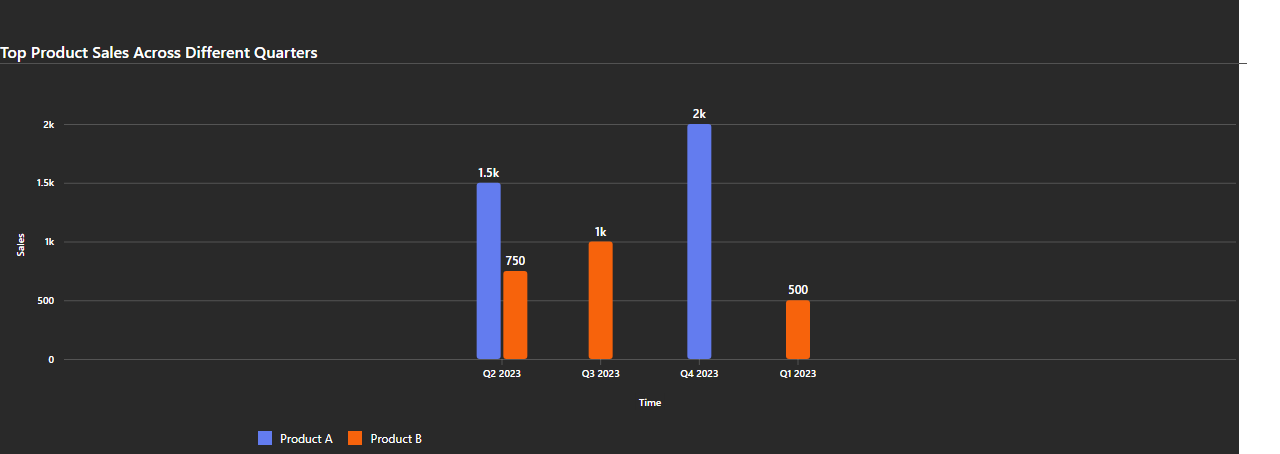 Top Product Sales Across Different Quarters
2k
2k
1.5k
1.5k
1k
1k
750
500
500
0
Sales
Q2 2023 Q3 2023 Q4 2023 Q1 2023
Time
Product A Product B